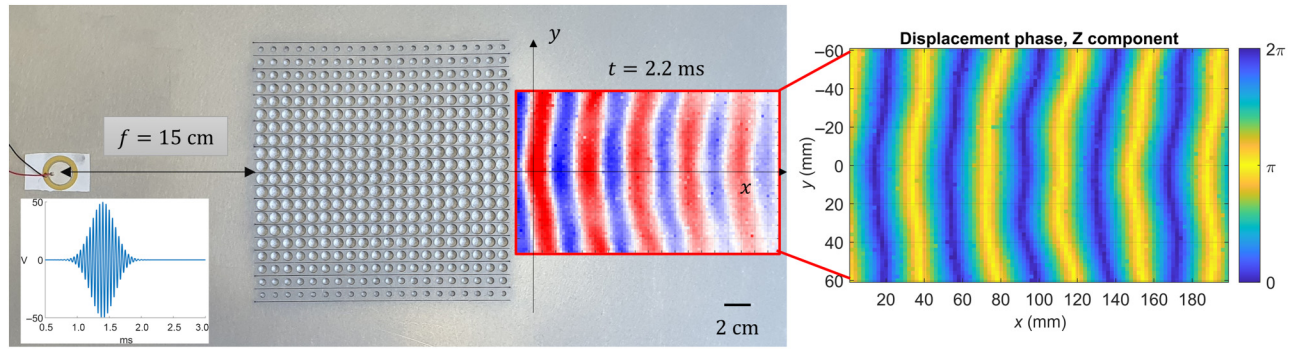 f = 15 cm
50
V 0
−50
0.5 1.0 1.5 2.0 2.5 3.0
ms
y
t = 2.2 ms
x
2 cm
Displacement phase, Z component
−60
−40
−20
0
20
40
60
y (mm)
20 40 60 80 100 120 140 160 180
x (mm)
2π
π
0